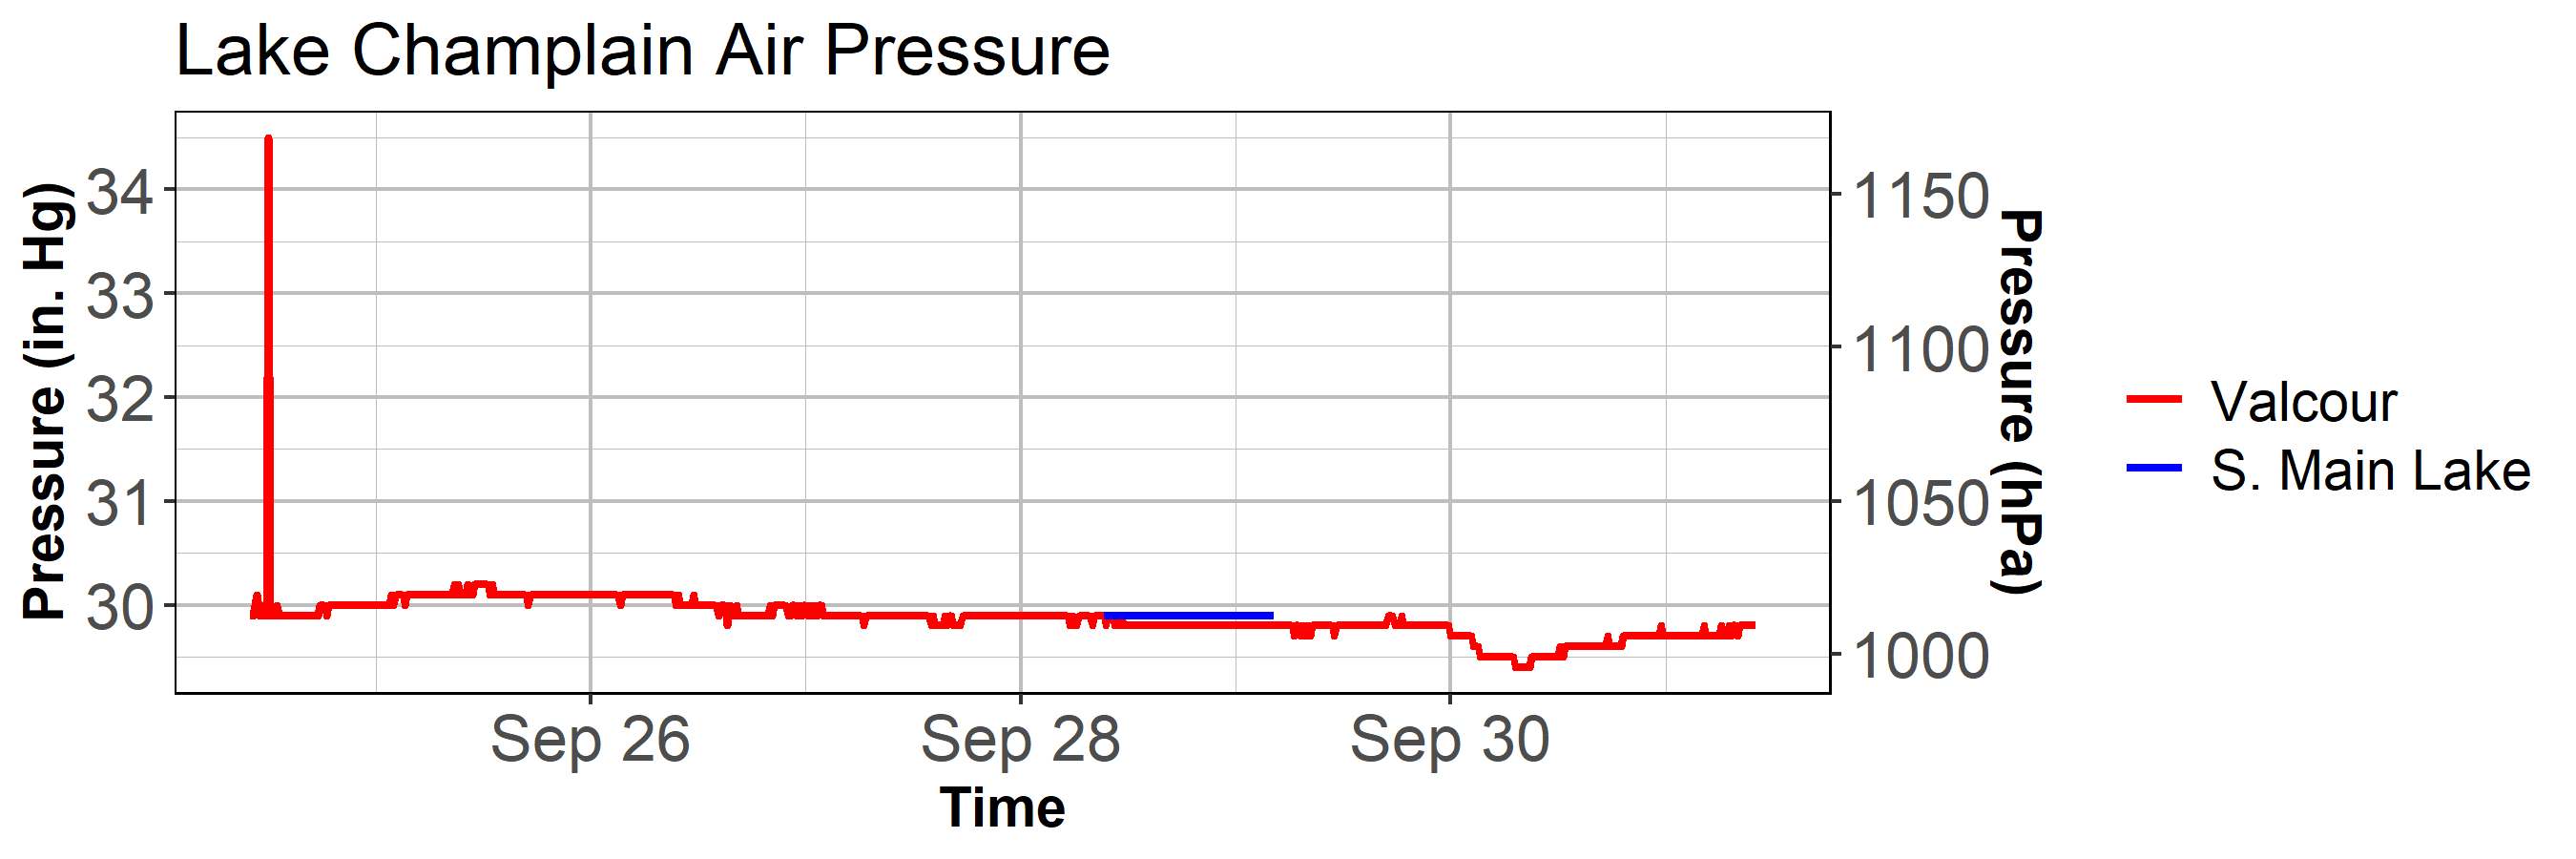 Lake Champlain Air Pressure
Pressure (in. Hg)
34
33
32
31
30
1150
1100
1050
1000
Pressure (hPa)
Sep 26
Sep 28
Sep 30
Time
Valcour
S. Main Lake